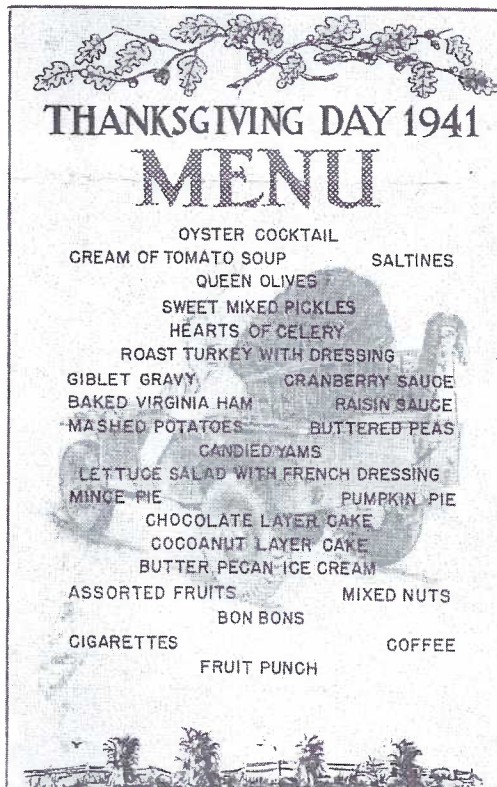 THANKSGIVING DAY 1941
MENU
OYSTER COCKTAIL
CREAM OF TOMATO SOUP SALTINES
QUEEN OLIVES
SWEET MIXED PICKLES
HEARTS OF CELERY
ROAST TURKEY WITH DRESSING
GIBLET GRAVY CRANBERRY SAUCE
BAKED VIRGINIA HAM RAISIN SAUCE
MASHED POTATOES BUTTERED PEAS
CANDIED YAMS
LETTUCE SALAD WITH FRENCH DRESSING
MINCE PIE PUMPKIN PIE
CHOCOLATE LAYER CAKE
COCOANUT LAYER CAKE
BUTTER PECAN ICE CREAM
ASSORTED FRUITS MIXED NUTS
BON BONS
CIGARETTES COFFEE
FRUIT PUNCH